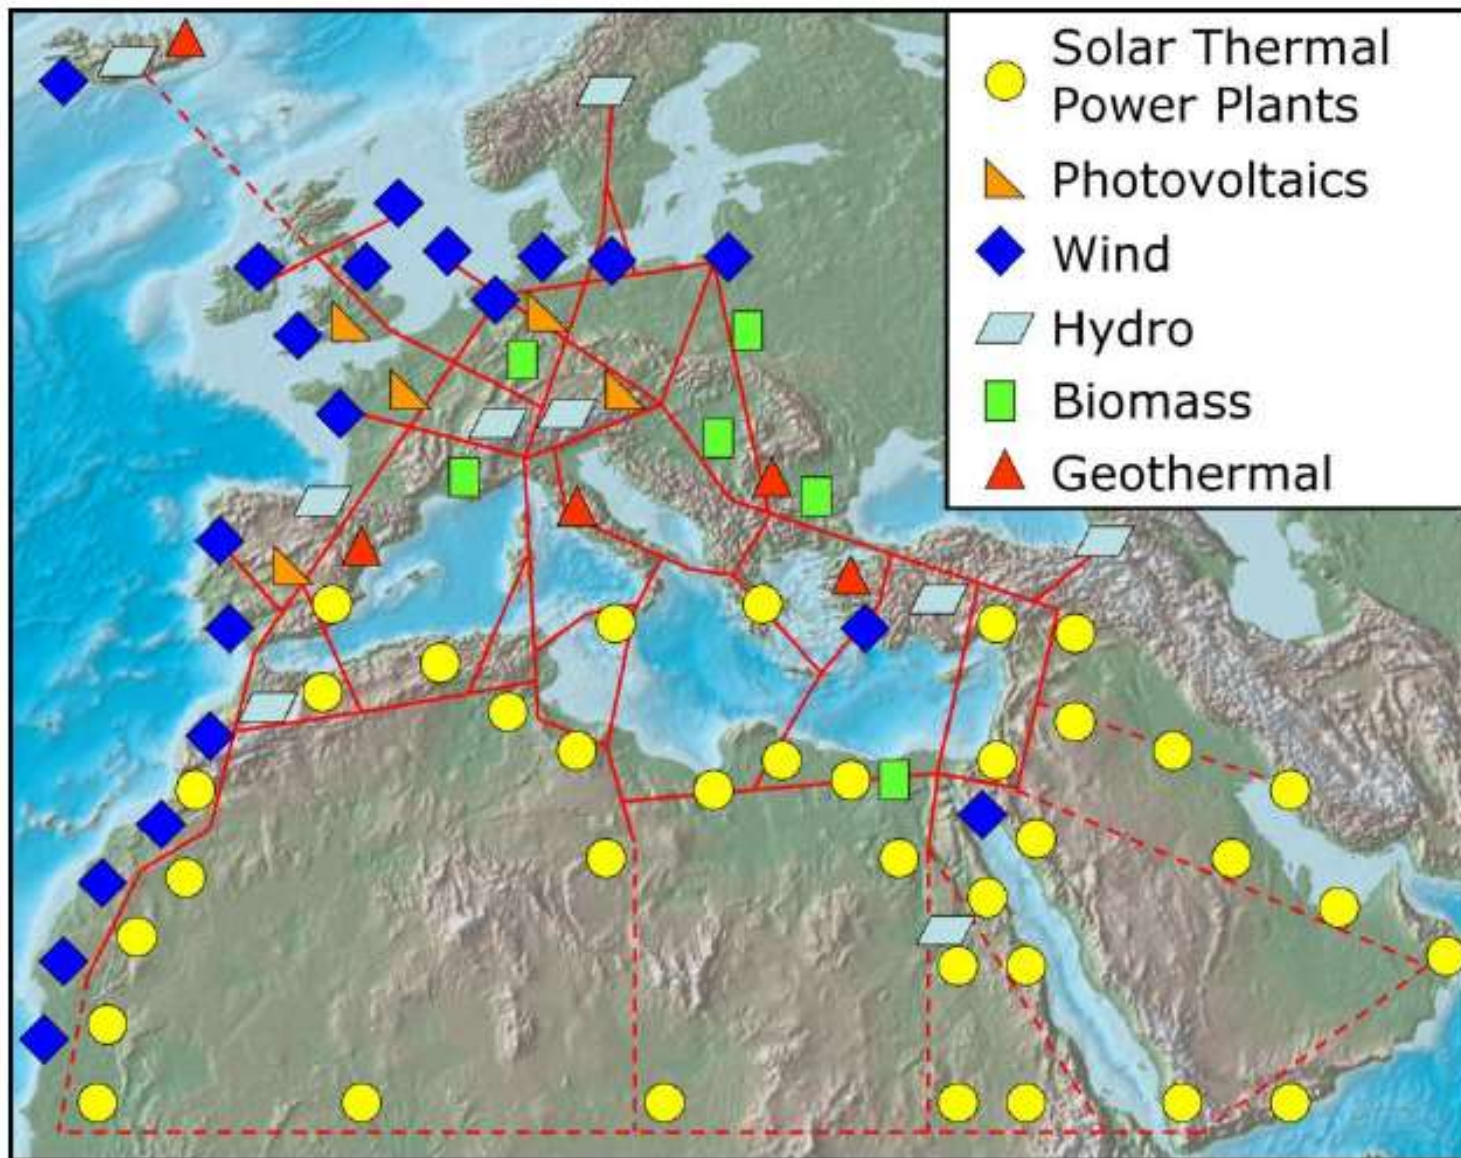 Solar Thermal
Power Plants
Photovoltaics
Wind
Hydro
Biomass
Geothermal